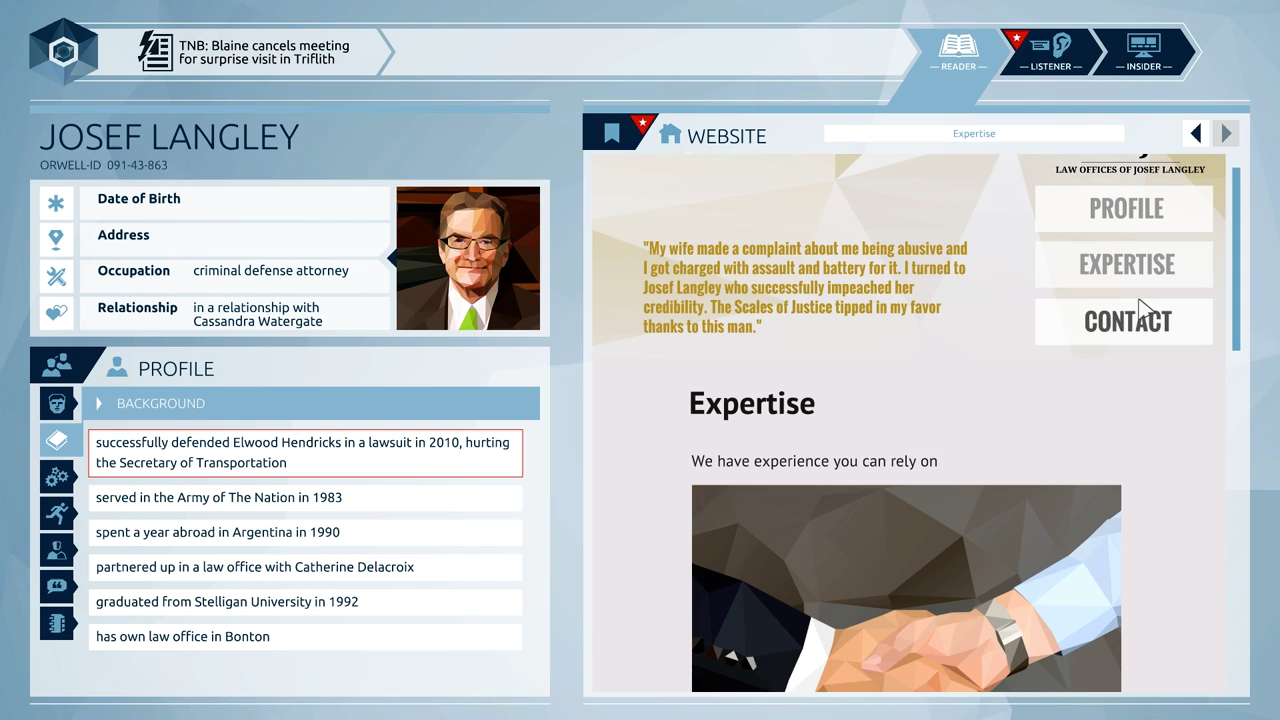 TNB: Blaine cancels meeting
for surprise visit in Triflith
— READER —
— LISTENER —
— INSIDER —
JOSEF LANGLEY
ORWELL-ID 091-43-863
Date of Birth
Address
Occupation criminal defense attorney
Relationship in a relationship with
Cassandra Watergate
PROFILE
BACKGROUND
successfully defended Elwood Hendricks in a lawsuit in 2010, hurting
the Secretary of Transportation
served in the Army of The Nation in 1983
spent a year abroad in Argentina in 1990
partnered up in a law office with Catherine Delacroix
graduated from Stelligan University in 1992
has own law office in Bonton
WEBSITE
Expertise
LAW OFFICES OF JOSEF LANGLEY
PROFILE
EXPERTISE
CONTACT
"My wife made a complaint about me being abusive and
I got charged with assault and battery for it. I turned to
Josef Langley who successfully impeached her
credibility. The Scales of Justice tipped in my favor
thanks to this man."
Expertise
We have experience you can rely on